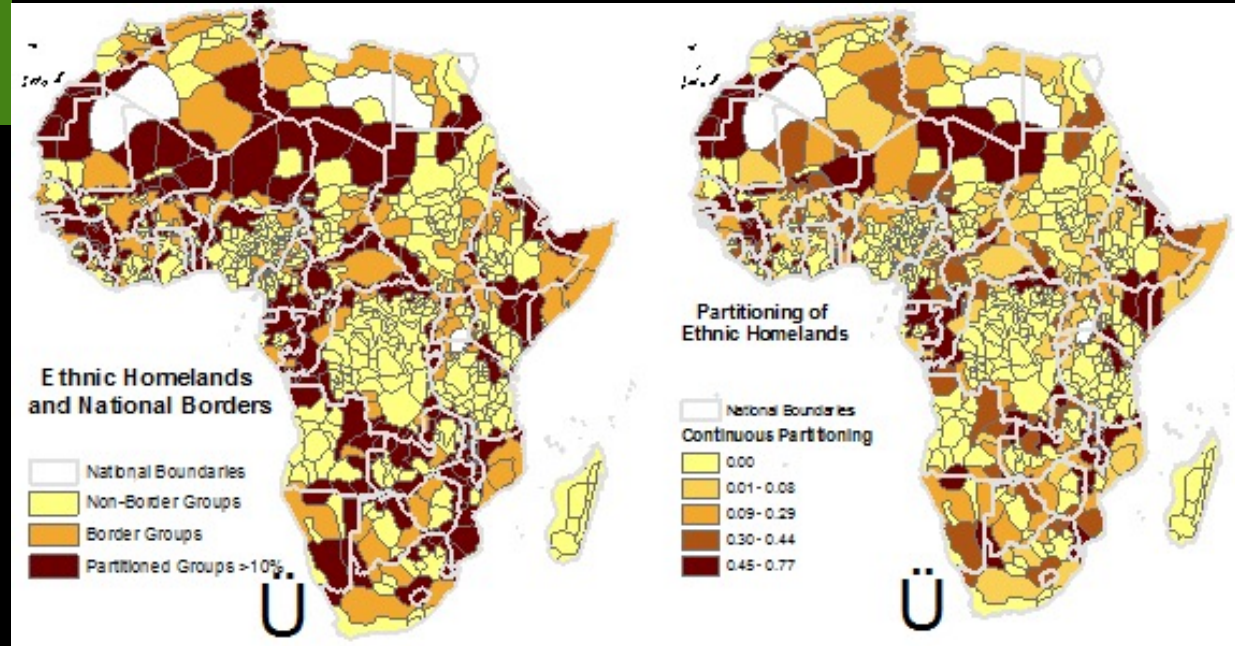 Ethnic Homelands
and National Borders
National Boundaries
Non-Border Groups
Border Groups
Partitioned Groups >10%
Ü
Partitioning of
Ethnic Homelands
National Boundaries
Continuous Partitioning
0.00
0.01 - 0.08
0.09 - 0.29
0.30 - 0.44
0.45 - 0.77
Ü